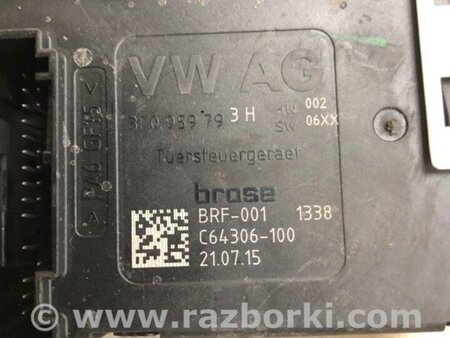 VW AG
3T0 959 79 3 H HW 002
SW 06XX
Tuersteuergeraet
brose
BRF-001 1338
C64306-100
21.07.15
www.razborki.com